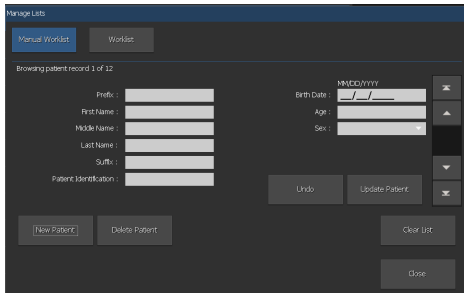 Manage Lists
Manual Worklist
Worklist
Browsing patient record 1 of 12
MM/DD/YYYY
Prefix :
Birth Date : __/__/____
First Name :
Age :
Middle Name :
Sex :
Last Name :
Suffix :
Patient Identification :
Undo
Update Patient
New Patient
Delete Patient
Clear List
Close